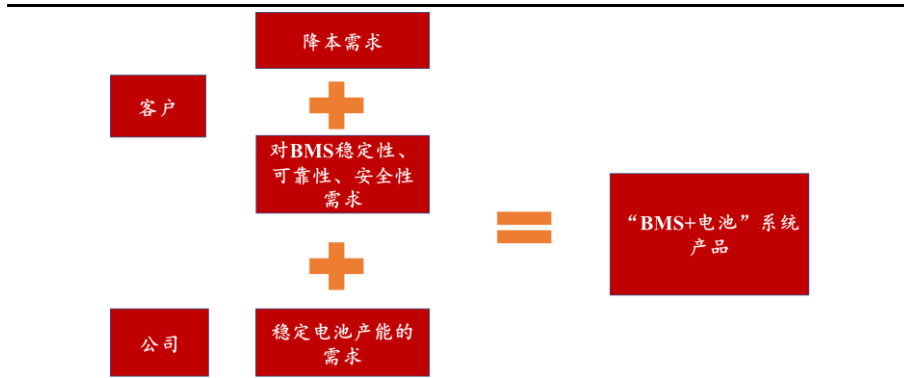 降本需求
客户
对BMS稳定性、
可靠性、安全性
需求
“BMS+电池”系统
产品
公司
稳定电池产能的
需求